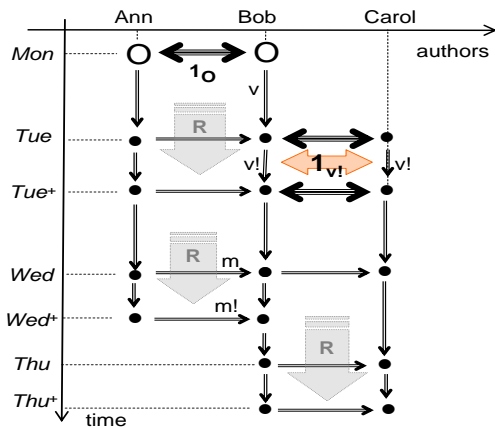 Ann Bob Carol
authors
Mon
1O
v
Tue
R
v! 1v! v!
Tue+
Wed
R m
m!
Wed+
Thu
R
Thu+
time